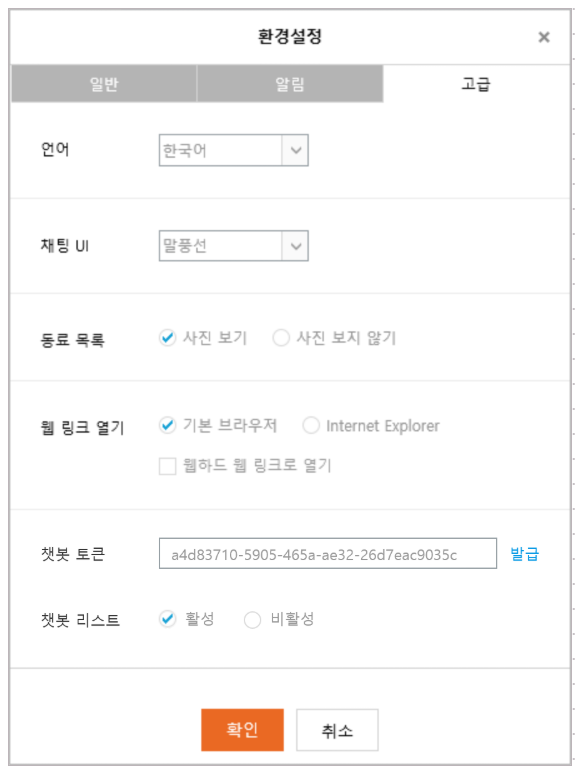 환경설정
일반 알림 고급
언어 한국어
채팅 UI 말풍선
동료 목록 사진 보기 사진 보지 않기
웹 링크 열기 기본 브라우저 Internet Explorer
웹하드 웹 링크로 열기
챗봇 토큰 a4d83710-5905-465a-ae32-26d7eac9035c 발급
챗봇 리스트 활성 비활성
확인 취소